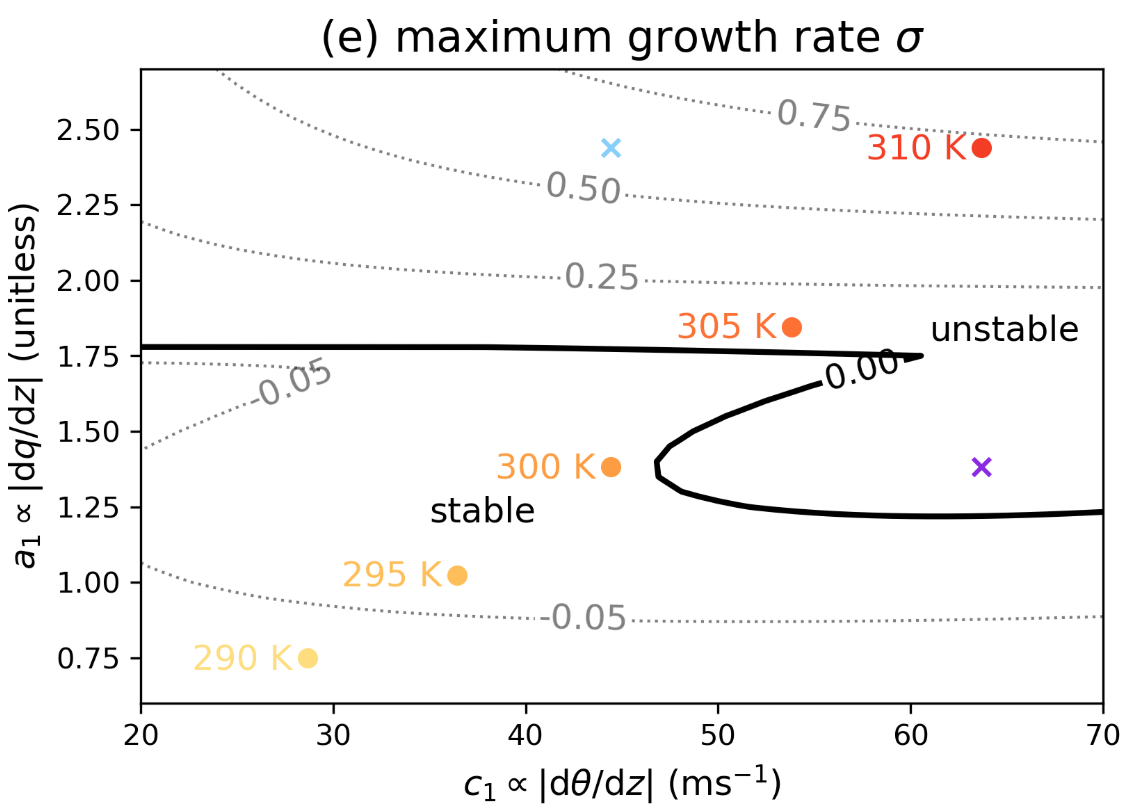 (e) maximum growth rate σ
0.75
2.50
310 K
0.50
2.25
0.25
2.00
305 K
unstable
1.75
0.00
-0.05
1.50
300 K
stable
1.25
295 K
1.00
-0.05
290 K
0.75
a₁ ∝ |dq/dz| (unitless)
20 30 40 50 60 70
c₁ ∝ |dθ/dz| (ms⁻¹)